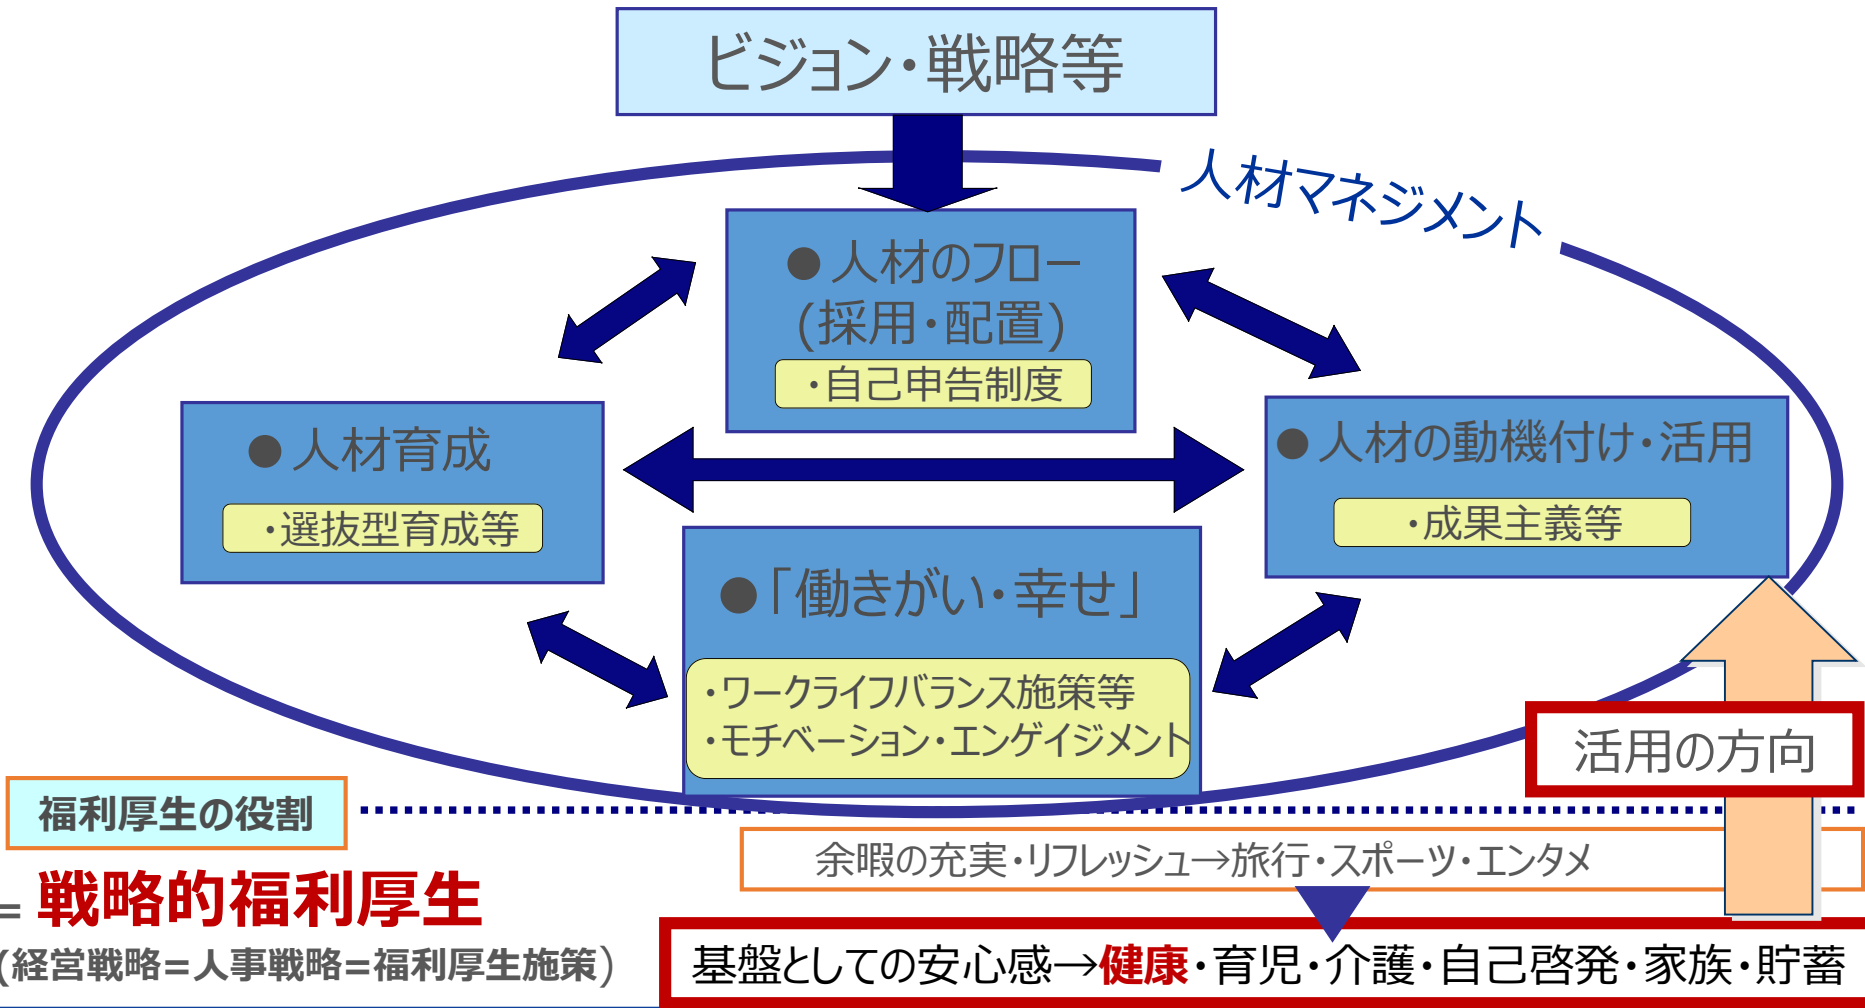 ビジョン・戦略等
人材マネジメント
●人材のフロー
(採用・配置)
・自己申告制度
●人材育成
・選抜型育成等
●人材の動機付け・活用
・成果主義等
●「働きがい・幸せ」
・ワークライフバランス施策等
・モチベーション・エンゲイジメント
活用の方向
福利厚生の役割
余暇の充実・リフレッシュ→旅行・スポーツ・エンタメ
= 戦略的福利厚生
(経営戦略=人事戦略=福利厚生施策)
基盤としての安心感→健康・育児・介護・自己啓発・家族・貯蓄